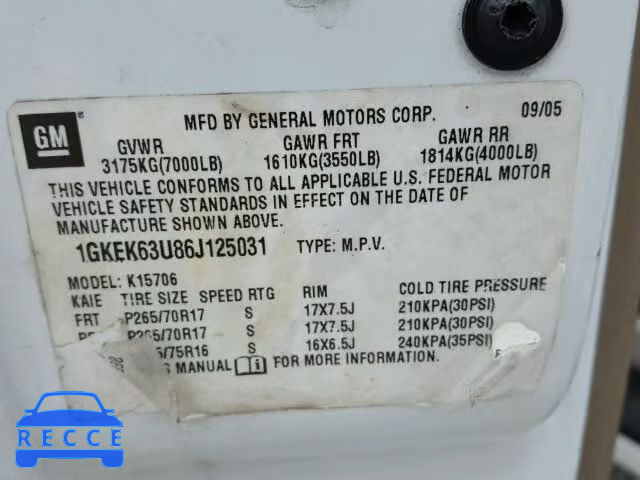 GM ®
MFD BY GENERAL MOTORS CORP. 09/05
GVWR GAWR FRT GAWR RR
3175KG(7000LB) 1610KG(3550LB) 1814KG(4000LB)
THIS VEHICLE CONFORMS TO ALL APPLICABLE U.S. FEDERAL MOTOR
VEHICLE SAFETY STANDARDS IN EFFECT ON THE DATE OF
MANUFACTURE SHOWN ABOVE.
1GKEK63U86J125031 TYPE: M.P.V.
MODEL: K15706
KAIE TIRE SIZE SPEED RTG RIM COLD TIRE PRESSURE
FRT P265/70R17 S 17X7.5J 210KPA(30PSI)
P265/70R17 S 17X7.5J 210KPA(30PSI)
/75R16 S 16X6.5J 240KPA(35PSI)
MANUAL FOR MORE INFORMATION.
RECCE